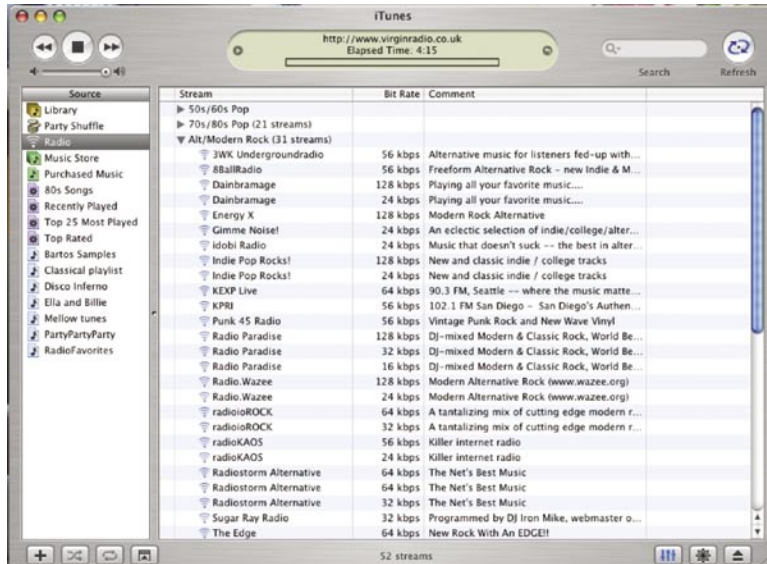 iTunes
http://www.virginradio.co.uk
Elapsed Time: 4:15
Search
Refresh
Source
Library
Party Shuffle
Radio
Music Store
Purchased Music
80s Songs
Recently Played
Top 25 Most Played
Top Rated
Bartos Samples
Classical playlist
Disco Inferno
Ella and Billie
Mellow tunes
PartyPartyParty
RadioFavorites
Stream Bit Rate Comment
50s/60s Pop
70s/80s Pop (21 streams)
Alt/Modern Rock (31 streams)
3WK Undergroundradio 56 kbps Alternative music for listeners fed-up with...
8BallRadio 56 kbps Freeform Alternative Rock - new Indie & M...
Dainbramage 128 kbps Playing all your favorite music....
Dainbramage 24 kbps Playing all your favorite music....
Energy X 128 kbps Modern Rock Alternative
Gimme Noise! 24 kbps An eclectic selection of indie/college/alter...
idobi Radio 24 kbps Music that doesn't suck -- the best in alter...
Indie Pop Rocks! 128 kbps New and classic indie / college tracks
Indie Pop Rocks! 24 kbps New and classic indie / college tracks
KEXP Live 64 kbps 90.3 FM, Seattle -- where the music matte...
KPRI 56 kbps 102.1 FM San Diego - San Diego's Authen...
Punk 45 Radio 56 kbps Vintage Punk Rock and New Wave Vinyl
Radio Paradise 128 kbps DJ-mixed Modern & Classic Rock, World Be...
Radio Paradise 32 kbps DJ-mixed Modern & Classic Rock, World Be...
Radio Paradise 16 kbps DJ-mixed Modern & Classic Rock, World Be...
Radio.Wazee 128 kbps Modern Alternative Rock (www.wazee.org)
Radio.Wazee 24 kbps Modern Alternative Rock (www.wazee.org)
radioioROCK 64 kbps A tantalizing mix of cutting edge modern r...
radioioROCK 32 kbps A tantalizing mix of cutting edge modern r...
radioKAOS 56 kbps Killer internet radio
radioKAOS 24 kbps Killer internet radio
Radiostorm Alternative 64 kbps The Net's Best Music
Radiostorm Alternative 64 kbps The Net's Best Music
Radiostorm Alternative 32 kbps The Net's Best Music
Sugar Ray Radio 32 kbps Programmed by DJ Iron Mike, webmaster o...
The Edge 64 kbps New Rock With An EDGE!!
52 streams